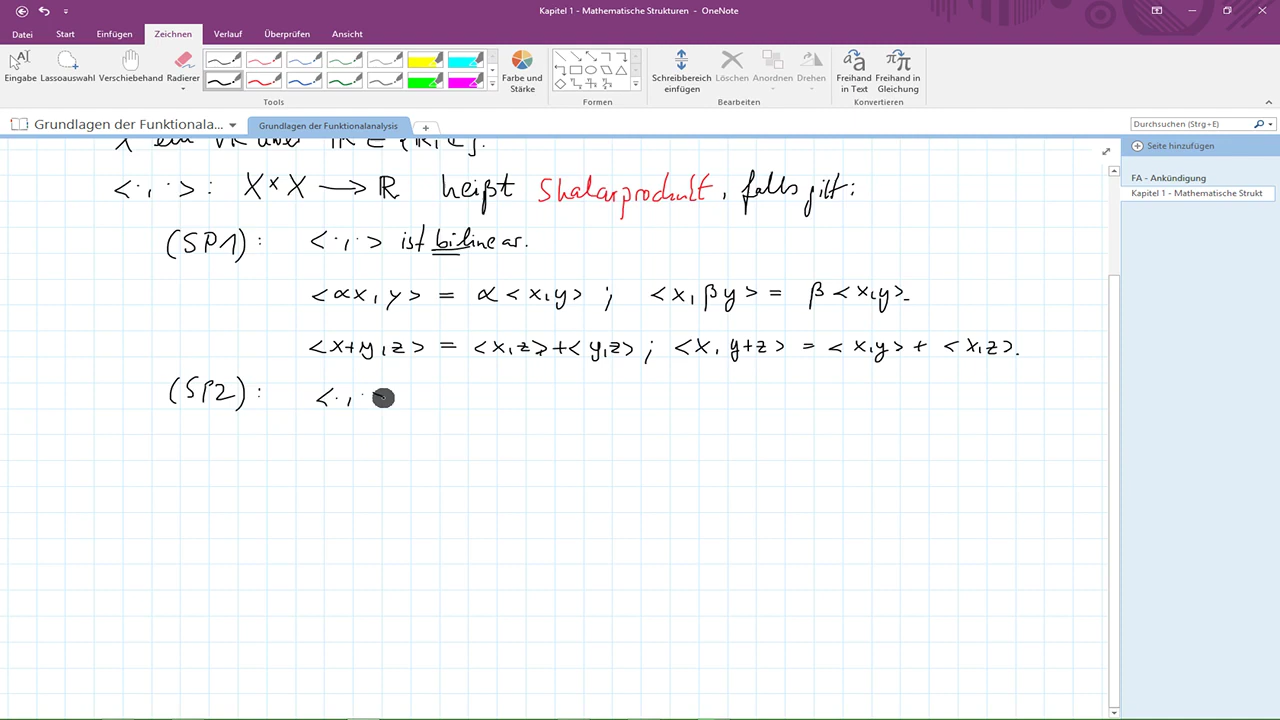 Kapitel 1 - Mathematische Strukturen - OneNote
Datei Start Einfügen Zeichnen Verlauf Überprüfen Ansicht
Eingabe Lassoauswahl Verschiebehand Radierer Farbe und Stärke Schreibbereich einfügen Löschen Anordnen Drehen Freihand in Text Freihand in Gleichung
Tools Formen Bearbeiten Konvertieren
Grundlagen der Funktionala... Grundlagen der Funktionalanalysis
Durchsuchen (Strg+E)
Seite hinzufügen
FA - Ankündigung
Kapitel 1 - Mathematische Strukt
X ein VR über
<·,·> : X×X → ℝ heißt Skalarprodukt, falls gilt:
(SP1): <·,·> ist bilinear.
<αx,y> = α<x,y> ; <x,βy> = β<x,y>.
<x+y,z> = <x,z>+<y,z> ; <x,y+z> = <x,y> + <x,z>.
(SP2): <·,·>